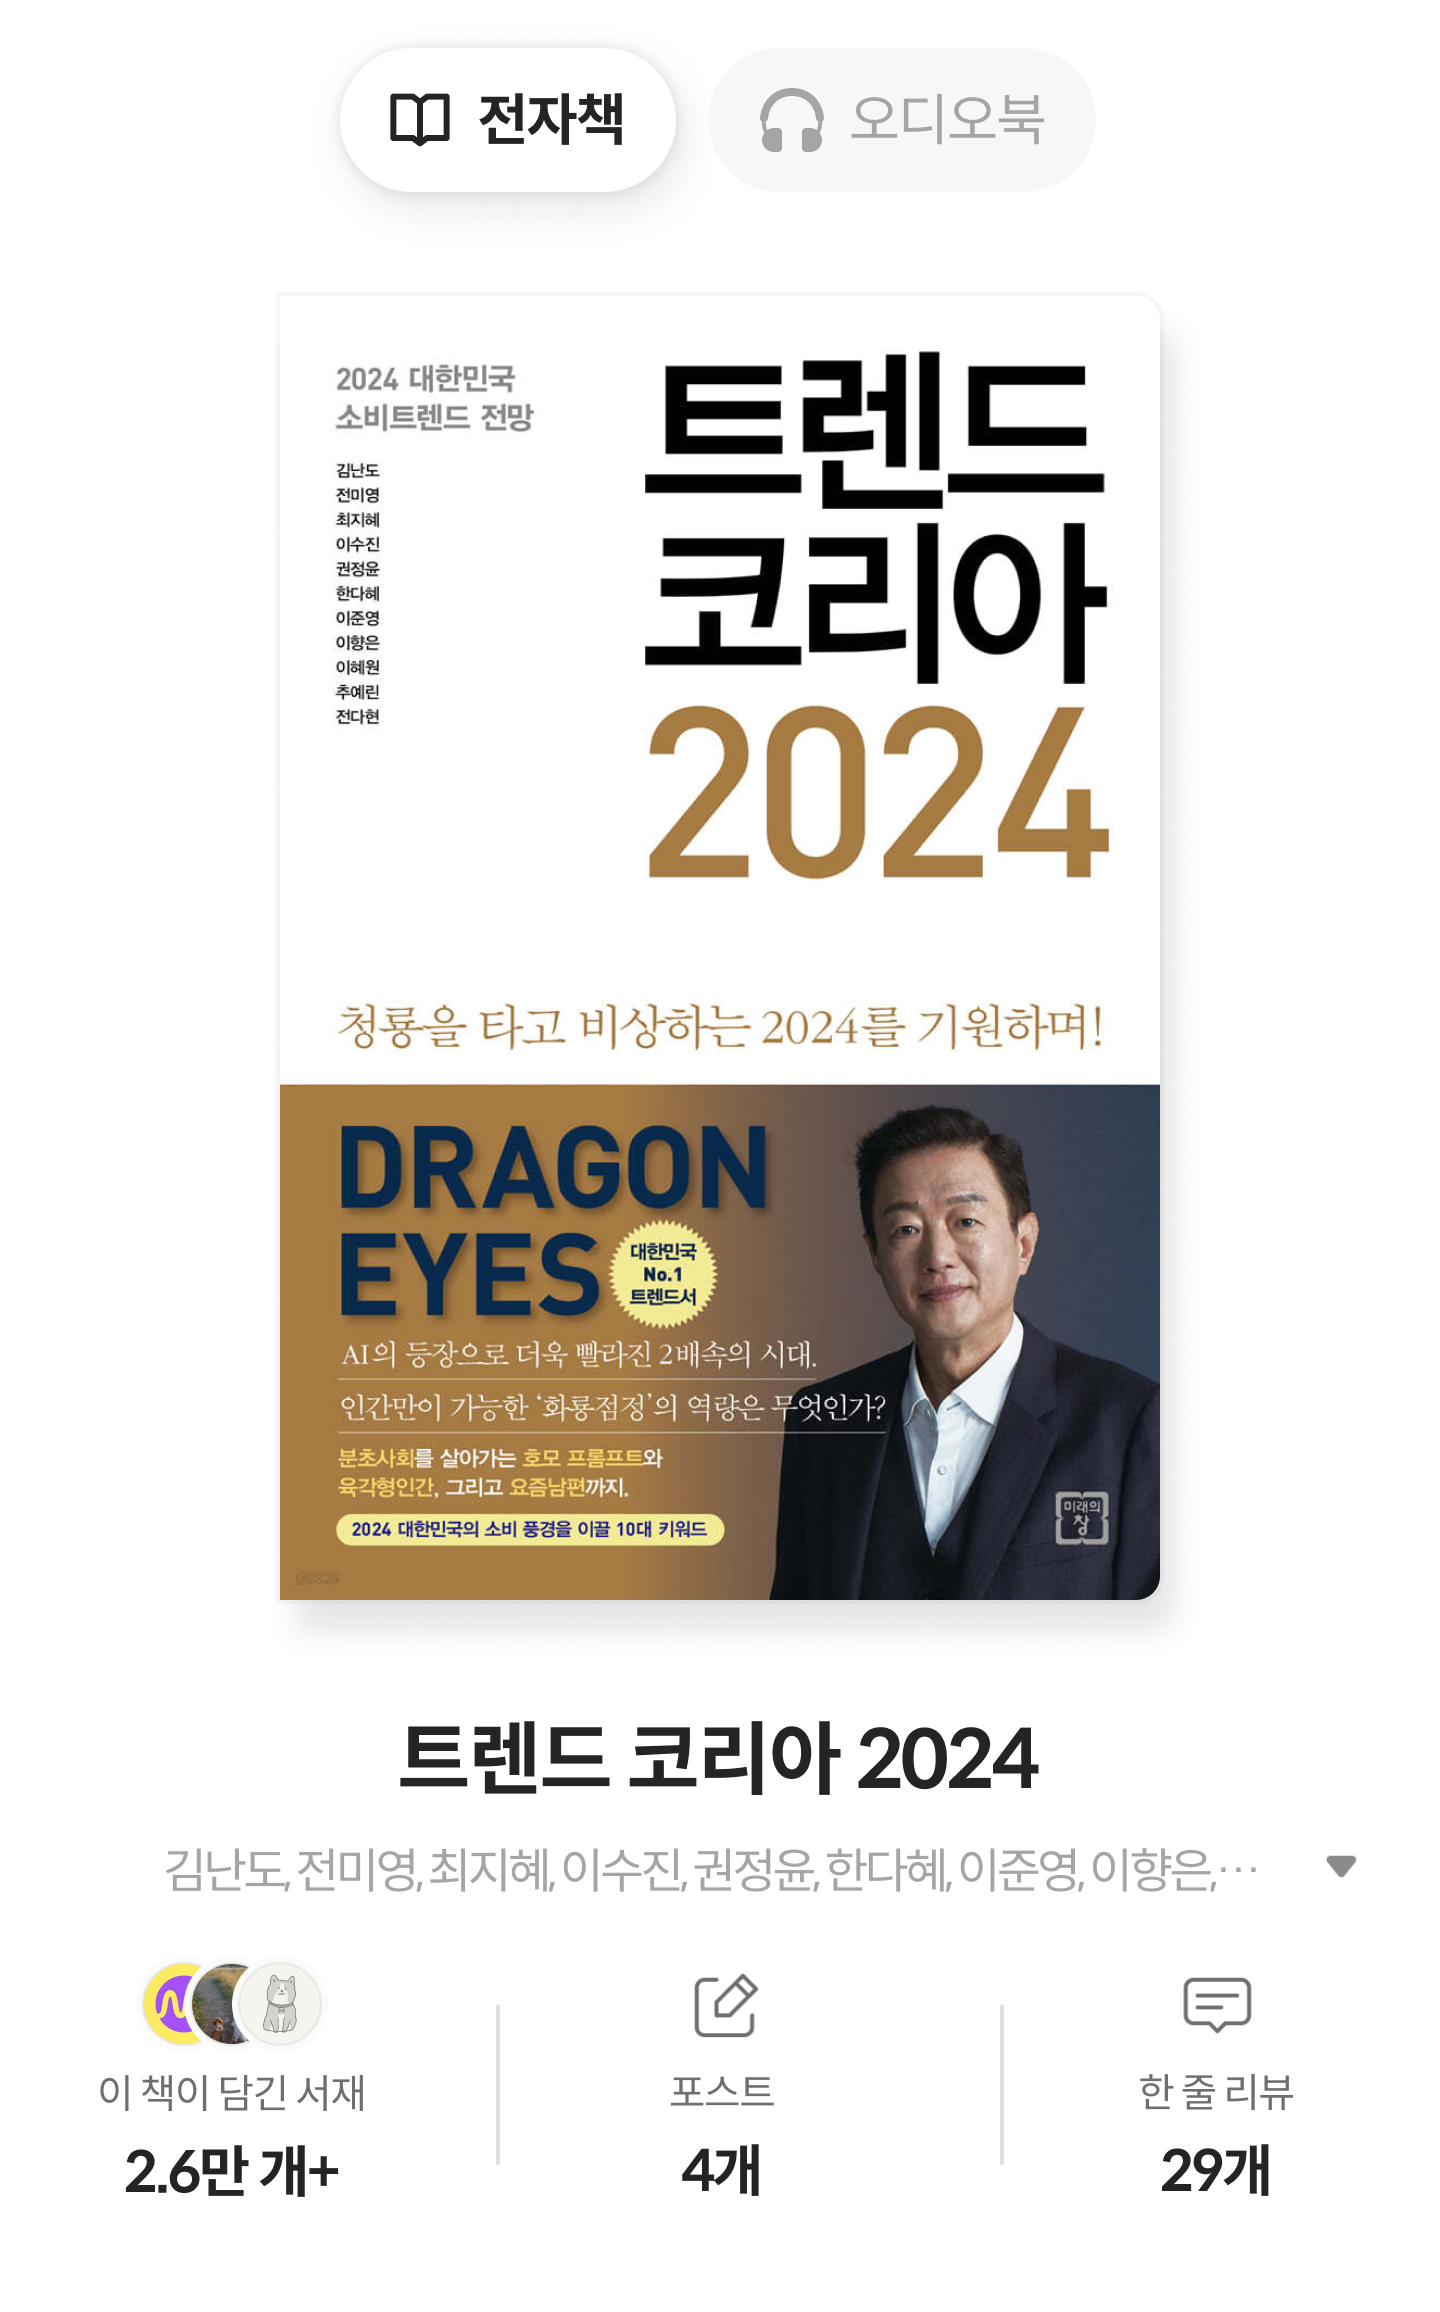 전자책
오디오북
2024 대한민국
소비트렌드 전망
김난도
전미영
최지혜
이수진
권정윤
한다혜
이준영
이향은
이혜원
추예린
전다현
트렌드
코리아
2024
청룡을 타고 비상하는 2024를 기원하며!
DRAGON
EYES
대한민국
No.1
트렌드서
AI의 등장으로 더욱 빨라진 2배속의 시대.
인간만이 가능한 ‘화룡점정’의 역량은 무엇인가?
분초사회를 살아가는 호모 프롬프트와
육각형인간, 그리고 요즘남편까지.
2024 대한민국의 소비 풍경을 이끌 10대 키워드
미래의
창
yes24
트렌드 코리아 2024
김난도, 전미영, 최지혜, 이수진, 권정윤, 한다혜, 이준영, 이향은,…
이 책이 담긴 서재
2.6만 개+
포스트
4개
한 줄 리뷰
29개